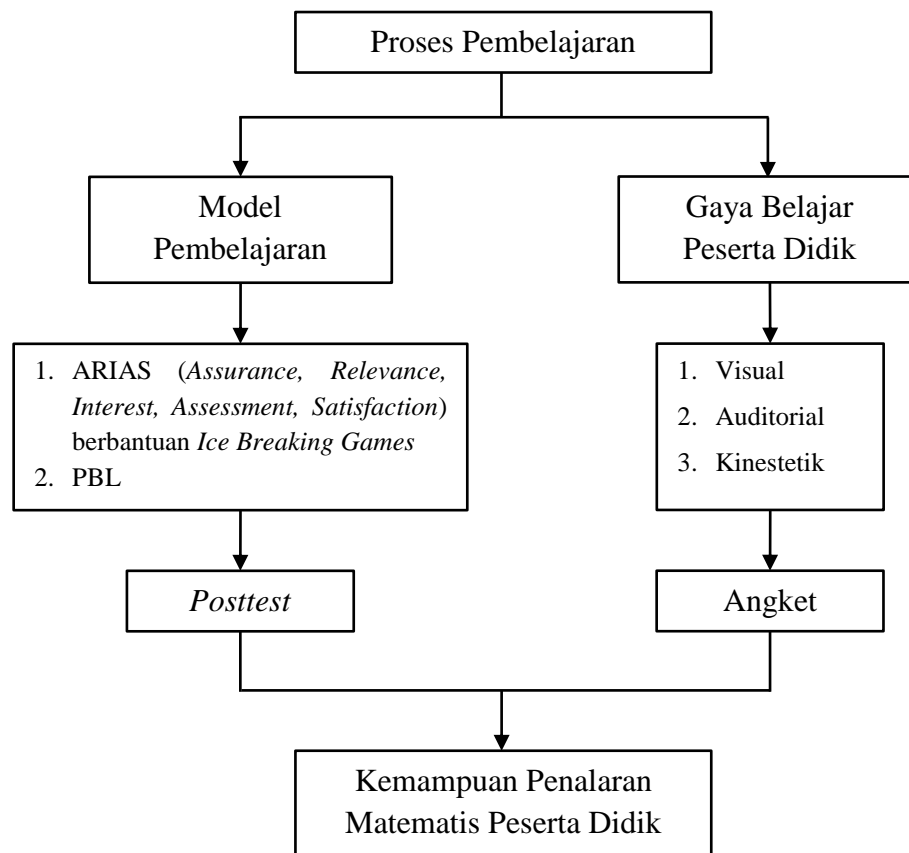 Proses Pembelajaran
Model
Pembelajaran
Gaya Belajar
Peserta Didik
1. ARIAS (Assurance, Relevance,
Interest, Assessment, Satisfaction)
berbantuan Ice Breaking Games
2. PBL
1. Visual
2. Auditorial
3. Kinestetik
Posttest
Angket
Kemampuan Penalaran
Matematis Peserta Didik